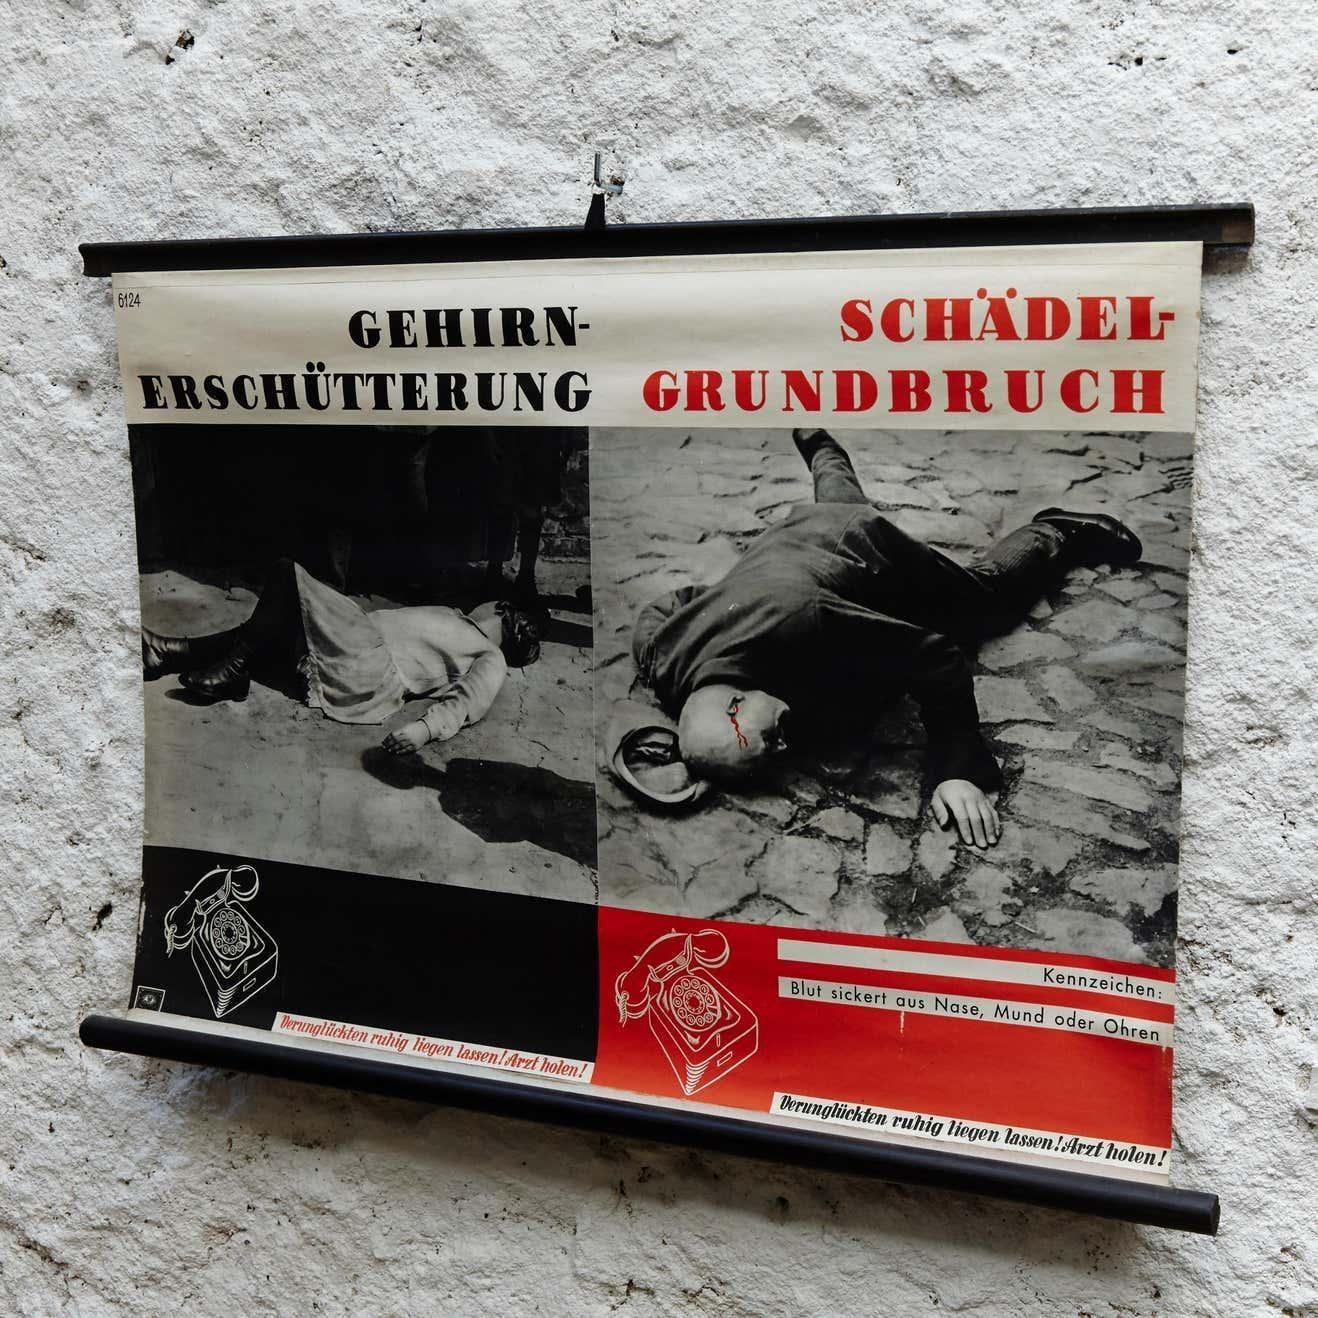 6124
GEHIRN-
ERSCHÜTTERUNG
SCHÄDEL-
GRUNDBRUCH
Verunglückten ruhig liegen lassen! Arzt holen!
Kennzeichen:
Blut sickert aus Nase, Mund oder Ohren
Verunglückten ruhig liegen lassen! Arzt holen!